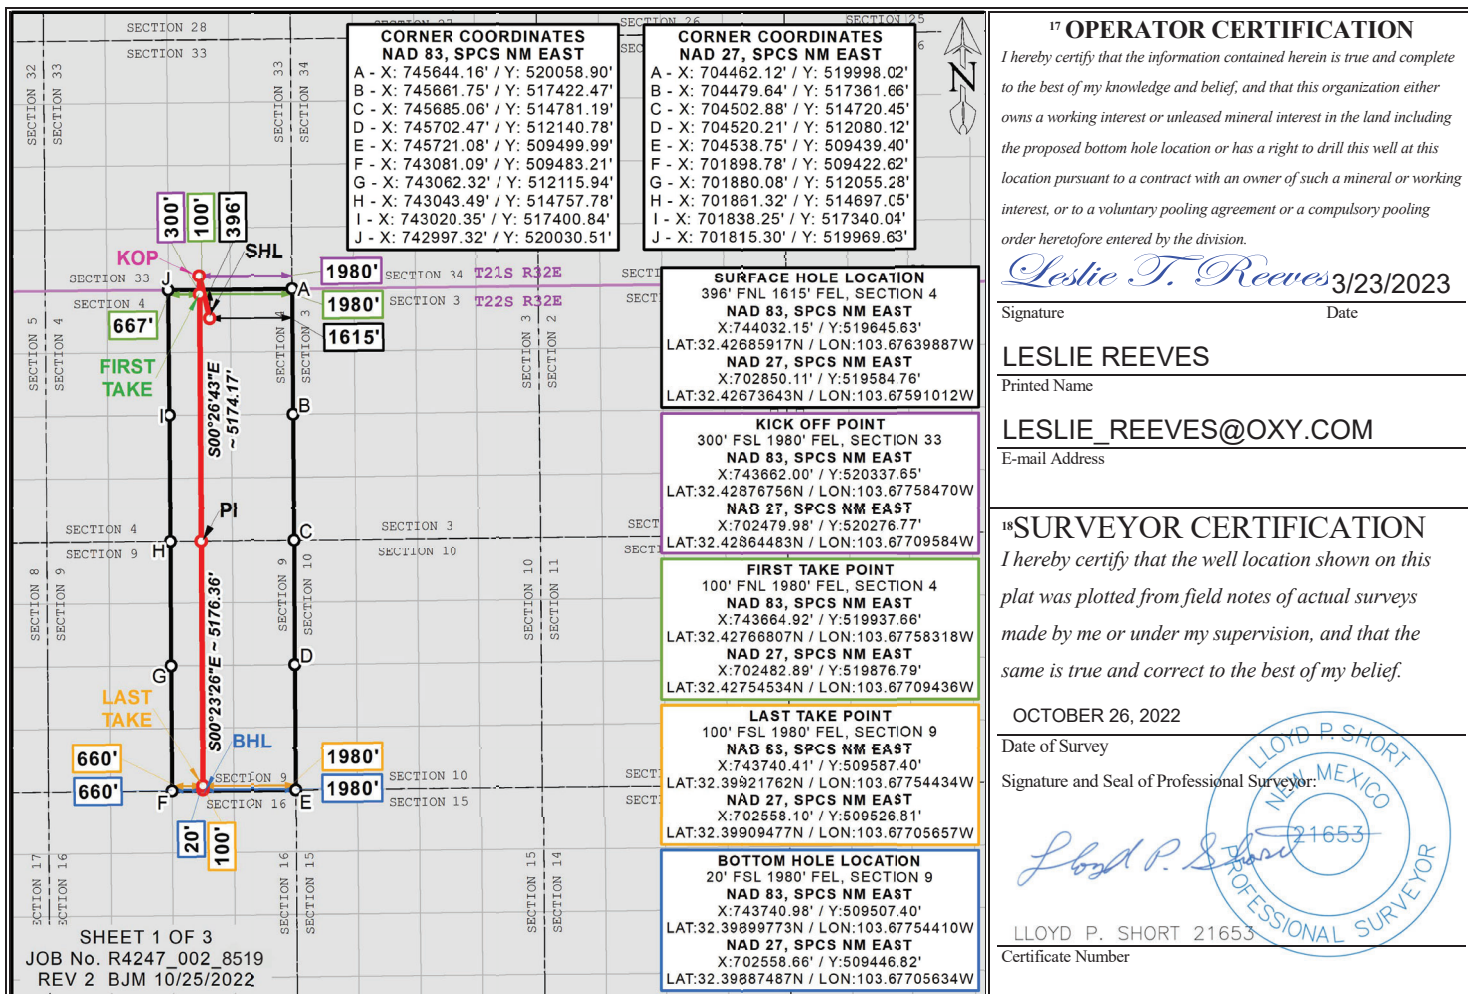 SECTION 28
SECTION 33
SECTION 27
SECTION 26
SECTION 25
SECTION 32
SECTION 33
SECTION 33
SECTION 34
CORNER COORDINATES
NAD 83, SPCS NM EAST
A - X: 745644.16' / Y: 520058.90'
B - X: 745661.75' / Y: 517422.47'
C - X: 745685.06' / Y: 514781.19'
D - X: 745702.47' / Y: 512140.78'
E - X: 745721.08' / Y: 509499.99'
F - X: 743081.09' / Y: 509483.21'
G - X: 743062.32' / Y: 512115.94'
H - X: 743043.49' / Y: 514757.78'
I - X: 743020.35' / Y: 517400.84'
J - X: 742997.32' / Y: 520030.51'
CORNER COORDINATES
NAD 27, SPCS NM EAST
A - X: 704462.12' / Y: 519998.02'
B - X: 704479.64' / Y: 517361.66'
C - X: 704502.88' / Y: 514720.45'
D - X: 704520.21' / Y: 512080.12'
E - X: 704538.75' / Y: 509439.40'
F - X: 701898.78' / Y: 509422.62'
G - X: 701880.08' / Y: 512055.28'
H - X: 701861.32' / Y: 514697.05'
I - X: 701838.25' / Y: 517340.04'
J - X: 701815.30' / Y: 519969.63'
N
300'
100'
396'
KOP
SHL
J
A
SECTION 33
SECTION 4
1980'
SECTION 34
T21S R32E
1980'
SECTION 3
T22S R32E
667'
1615'
FIRST
TAKE
SECTION 5
SECTION 4
SECTION 4
SECTION 3
SECTION 3
SECTION 2
S00°26'43"E
~ 5174.17'
I
B
PI
SECTION 4
SECTION 9
H
C
SECTION 3
SECTION 10
SECTION 8
SECTION 9
SECTION 9
SECTION 10
SECTION 10
SECTION 11
S00°23'26"E ~ 5176.36'
G
D
LAST
TAKE
BHL
660'
660'
F
SECTION 9
SECTION 16
E
1980'
1980'
SECTION 10
SECTION 15
20'
100'
SECTION 16
SECTION 15
SECTION 15
SECTION 14
SHEET 1 OF 3
JOB No. R4247_002_8519
REV 2 BJM 10/25/2022
SURFACE HOLE LOCATION
396' FNL 1615' FEL, SECTION 4
NAD 83, SPCS NM EAST
X:744032.15' / Y:519645.63'
LAT:32.42685917N / LON:103.67639887W
NAD 27, SPCS NM EAST
X:702850.11' / Y:519584.76'
LAT:32.42673643N / LON:103.67591012W
KICK OFF POINT
300' FSL 1980' FEL, SECTION 33
NAD 83, SPCS NM EAST
X:743662.00' / Y:520337.65'
LAT:32.42876756N / LON:103.67758470W
NAD 27, SPCS NM EAST
X:702479.98' / Y:520276.77'
LAT:32.42864483N / LON:103.67709584W
FIRST TAKE POINT
100' FNL 1980' FEL, SECTION 4
NAD 83, SPCS NM EAST
X:743664.92' / Y:519937.66'
LAT:32.42766807N / LON:103.67758318W
NAD 27, SPCS NM EAST
X:702482.89' / Y:519876.79'
LAT:32.42754534N / LON:103.67709436W
LAST TAKE POINT
100' FSL 1980' FEL, SECTION 9
NAD 83, SPCS NM EAST
X:743740.41' / Y:509587.40'
LAT:32.39921762N / LON:103.67754434W
NAD 27, SPCS NM EAST
X:702558.10' / Y:509526.81'
LAT:32.39909477N / LON:103.67705657W
BOTTOM HOLE LOCATION
20' FSL 1980' FEL, SECTION 9
NAD 83, SPCS NM EAST
X:743740.98' / Y:509507.40'
LAT:32.39899773N / LON:103.67754410W
NAD 27, SPCS NM EAST
X:702558.66' / Y:509446.82'
LAT:32.39887487N / LON:103.67705634W
17 OPERATOR CERTIFICATION
I hereby certify that the information contained herein is true and complete
to the best of my knowledge and belief, and that this organization either
owns a working interest or unleased mineral interest in the land including
the proposed bottom hole location or has a right to drill this well at this
location pursuant to a contract with an owner of such a mineral or working
interest, or to a voluntary pooling agreement or a compulsory pooling
order heretofore entered by the division.
Leslie T. Reeves 3/23/2023
Signature Date
LESLIE REEVES
Printed Name
LESLIE_REEVES@OXY.COM
E-mail Address
18 SURVEYOR CERTIFICATION
I hereby certify that the well location shown on this
plat was plotted from field notes of actual surveys
made by me or under my supervision, and that the
same is true and correct to the best of my belief.
OCTOBER 26, 2022
Date of Survey
Signature and Seal of Professional Surveyor:
Lloyd P. Short
LLOYD P. SHORT
NEW MEXICO
21653
PROFESSIONAL SURVEYOR
LLOYD P. SHORT 21653
Certificate Number